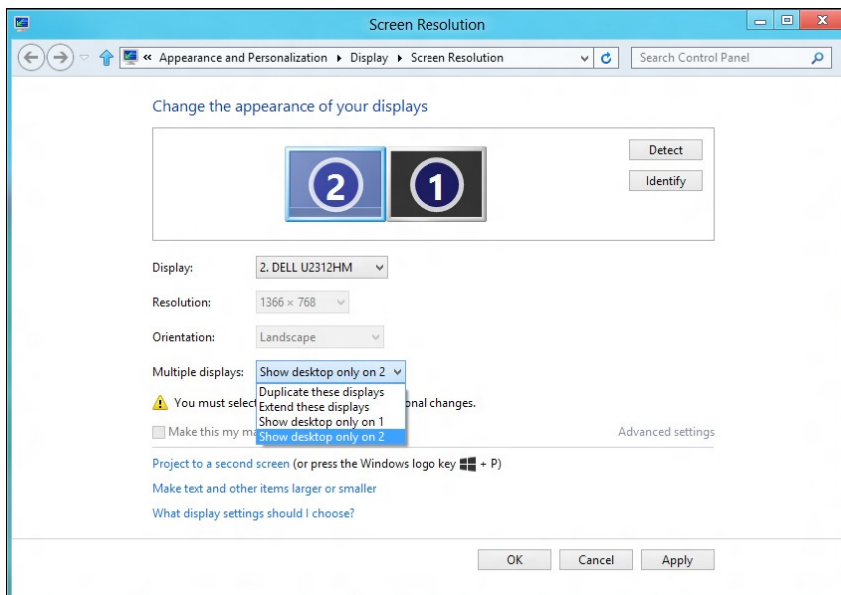 Screen Resolution
« Appearance and Personalization ▸ Display ▸ Screen Resolution Search Control Panel
Change the appearance of your displays
2 1
Detect
Identify
Display: 2. DELL U2312HM
Resolution: 1366 × 768
Orientation: Landscape
Multiple displays: Show desktop only on 2
Duplicate these displays
You must select onal changes.
Extend these displays
Show desktop only on 1
Make this my ma Advanced settings
Show desktop only on 2
Project to a second screen (or press the Windows logo key + P)
Make text and other items larger or smaller
What display settings should I choose?
OK Cancel Apply